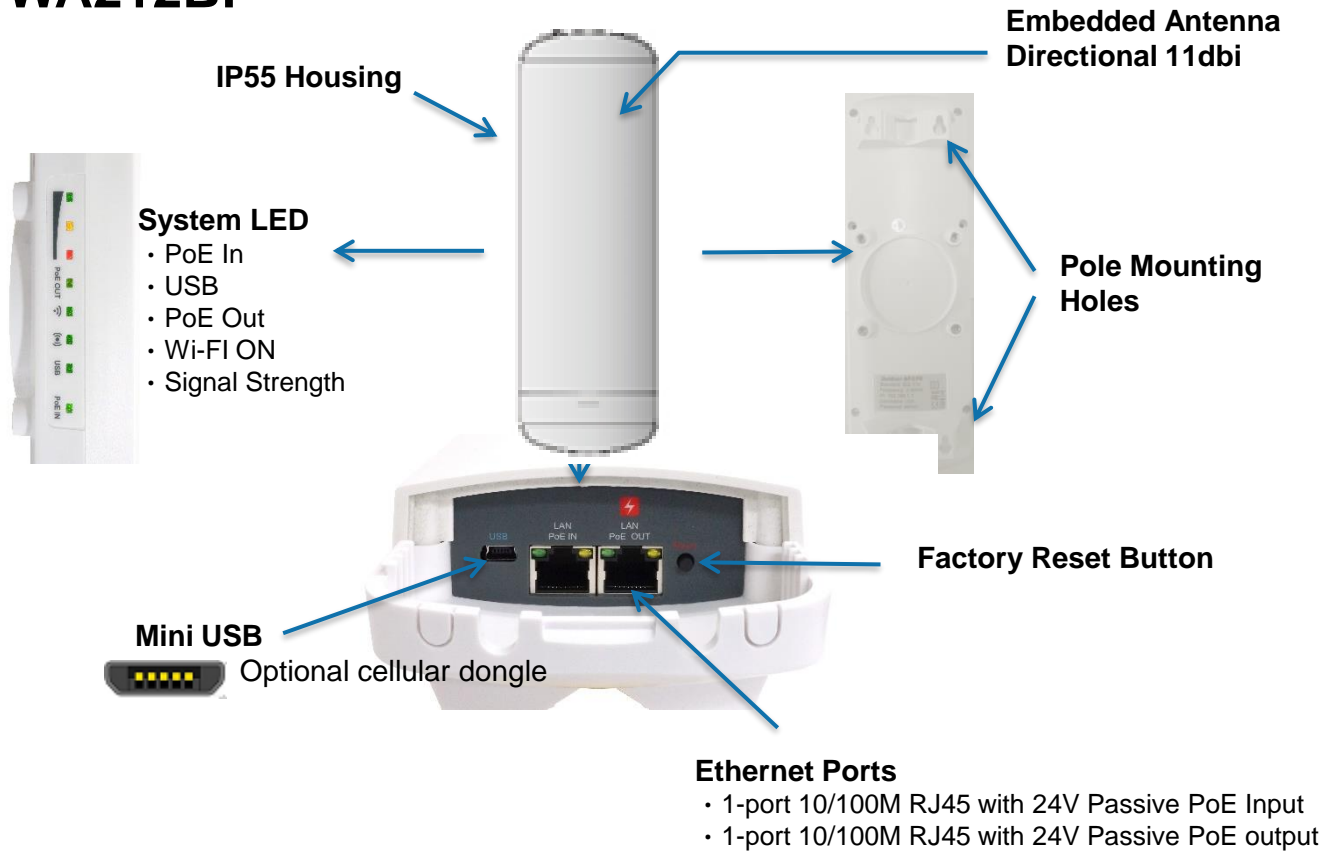 Embedded Antenna
Directional 11dbi
IP55 Housing
System LED
· PoE In
· USB
· PoE Out
· Wi-FI ON
· Signal Strength
PoE OUT
USB
PoE IN
Pole Mounting
Holes
USB
LAN
PoE IN
LAN
PoE OUT
Factory Reset Button
Mini USB
Optional cellular dongle
Ethernet Ports
· 1-port 10/100M RJ45 with 24V Passive PoE Input
· 1-port 10/100M RJ45 with 24V Passive PoE output